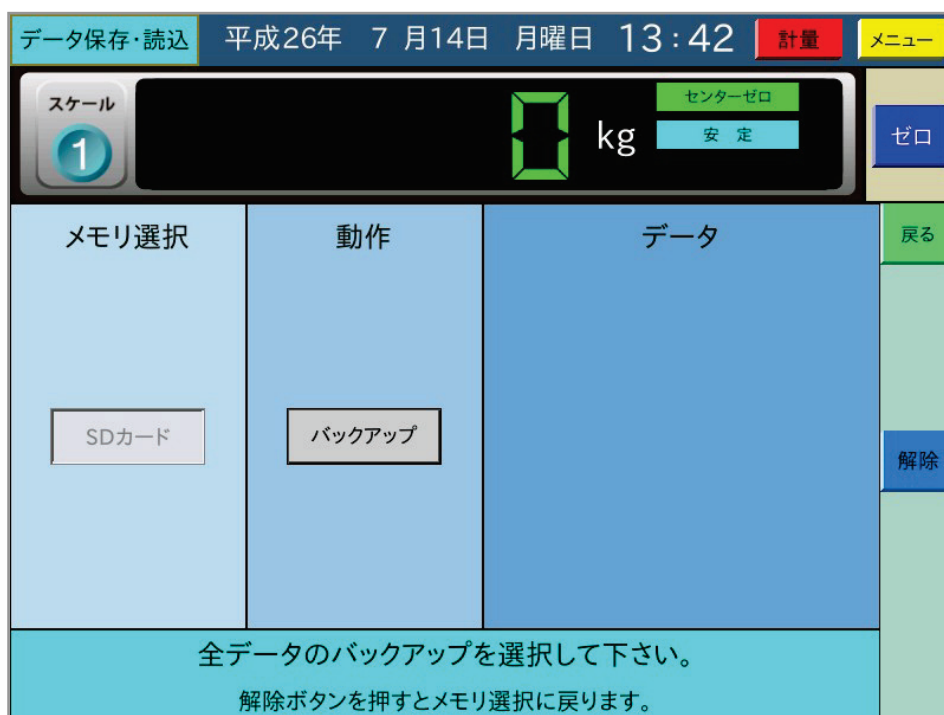 データ保存・読込 平成26年 7月14日 月曜日 13:42 計量 メニュー
スケール
1
0 kg
センターゼロ
安定
ゼロ
メモリ選択 動作 データ
戻る
SDカード バックアップ
解除
全データのバックアップを選択して下さい。
解除ボタンを押すとメモリ選択に戻ります。